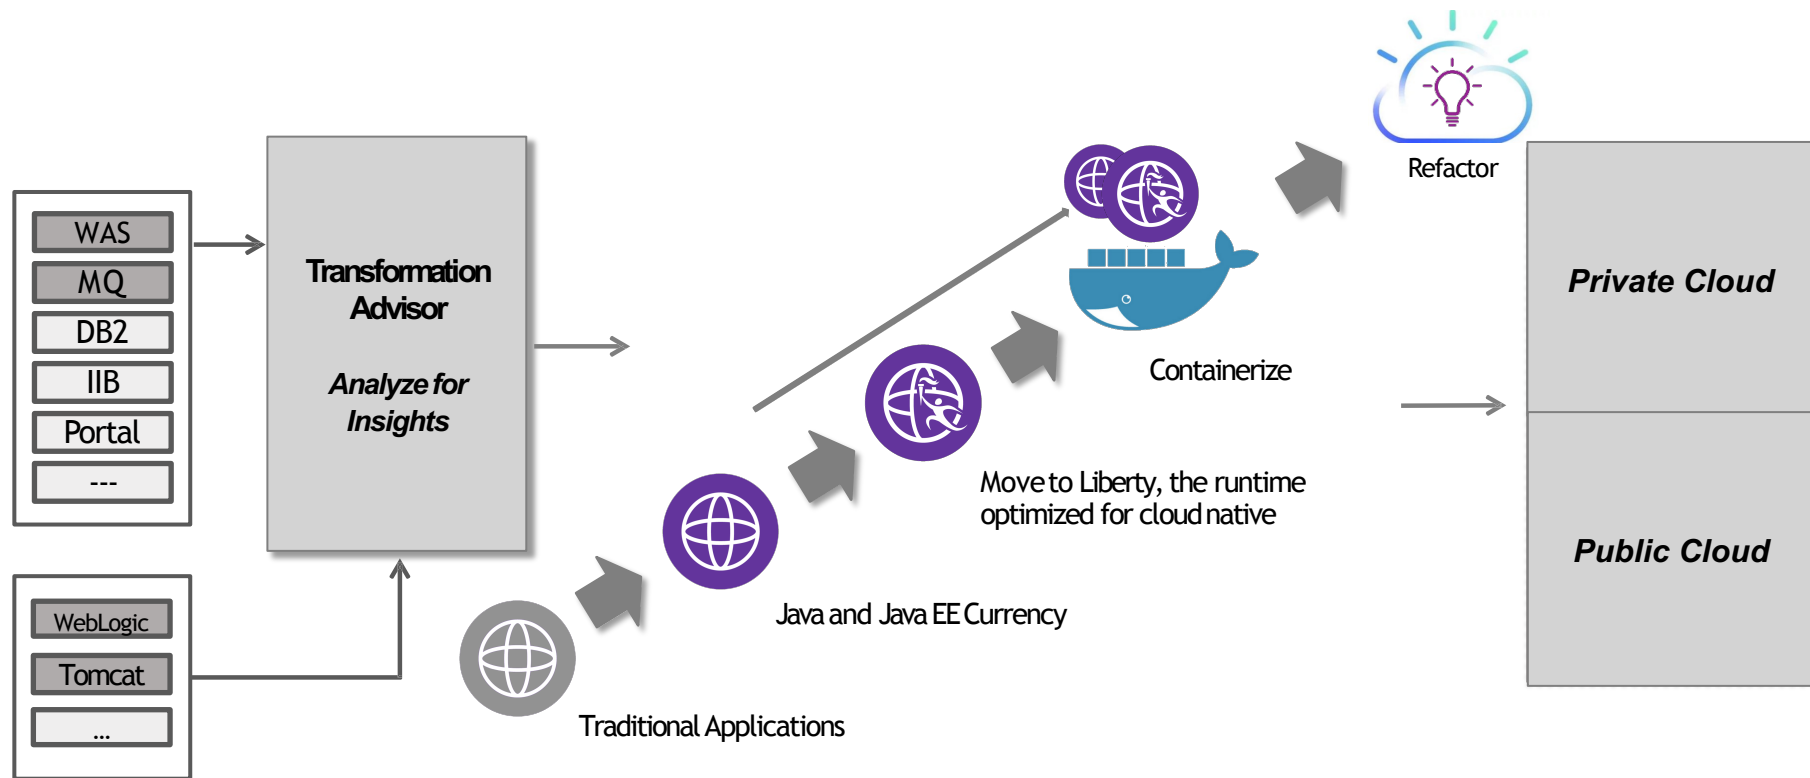 WAS
MQ
DB2
IIB
Portal
---
WebLogic
Tomcat
...
Transformation
Advisor
Analyze for
Insights
Traditional Applications
Java and Java EE Currency
Move to Liberty, the runtime
optimized for cloud native
Containerize
Refactor
Private Cloud
Public Cloud